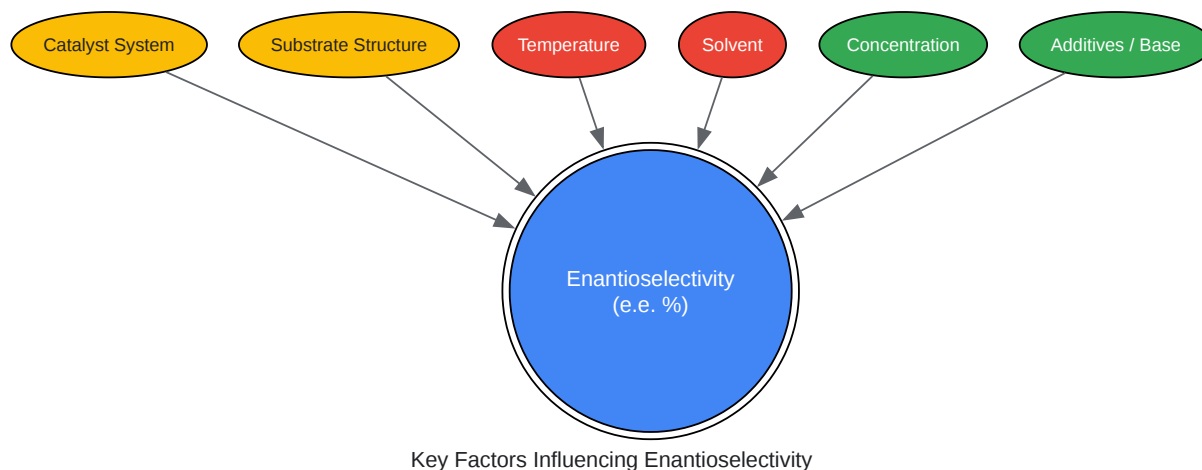 Catalyst System
Substrate Structure
Temperature
Solvent
Concentration
Additives / Base
Enantioselectivity
(e.e. %)
Key Factors Influencing Enantioselectivity